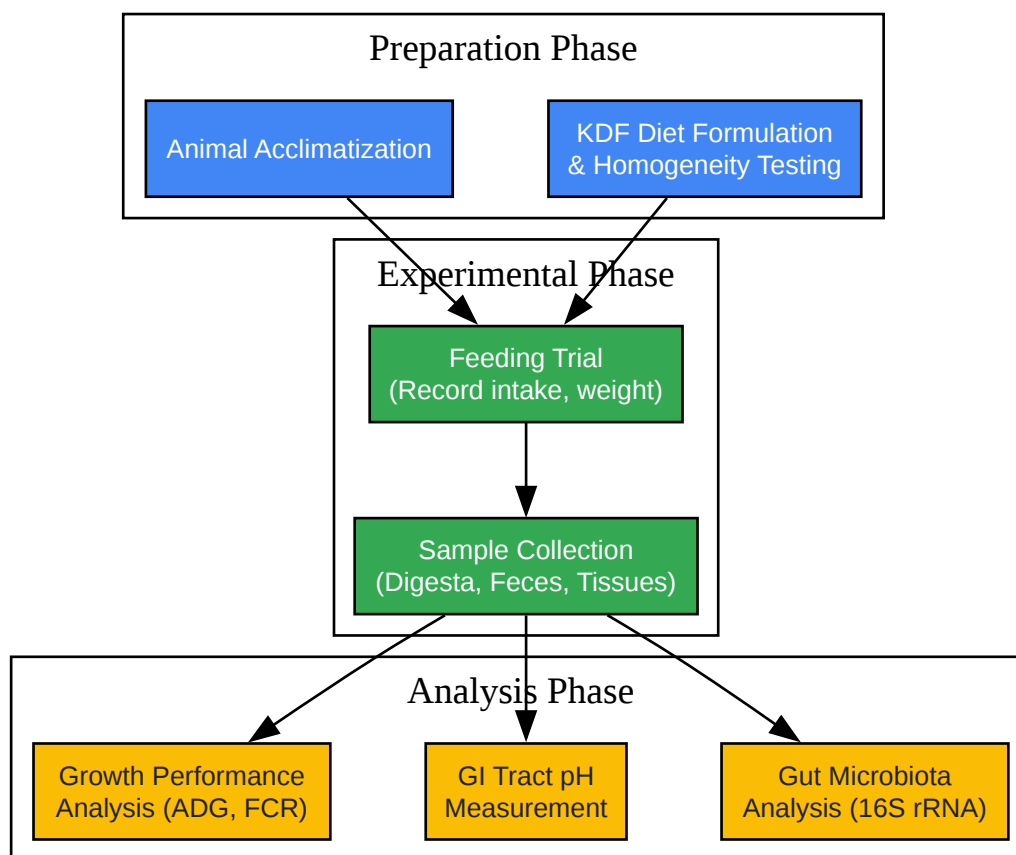 Preparation Phase
Animal Acclimatization
KDF Diet Formulation
& Homogeneity Testing
Experimental Phase
Feeding Trial
(Record intake, weight)
Sample Collection
(Digesta, Feces, Tissues)
Analysis Phase
Growth Performance
Analysis (ADG, FCR)
GI Tract pH
Measurement
Gut Microbiota
Analysis (16S rRNA)